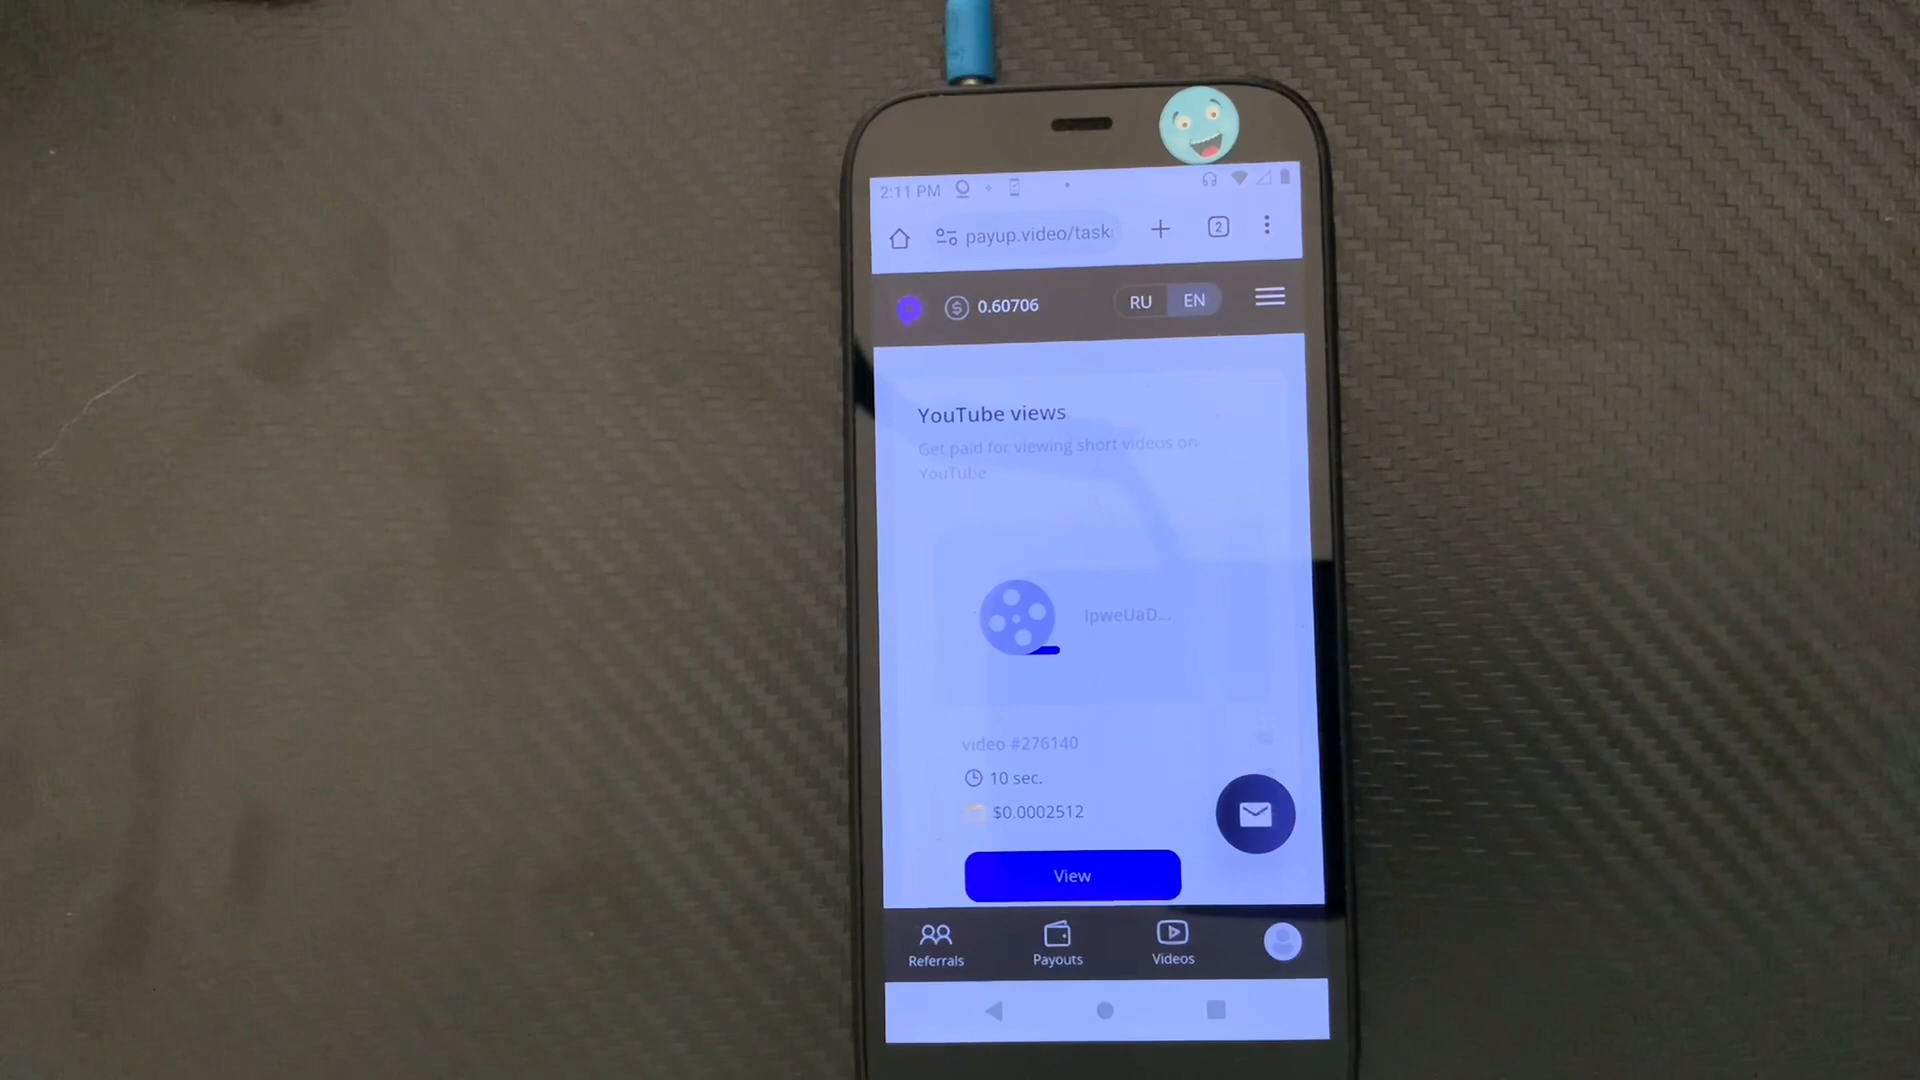 2:11 PM
payup.video/task
2
0.60706
RU EN
YouTube views
Get paid for viewing short videos on
YouTube
IpweUaD...
video #276140
10 sec.
$0.0002512
View
Referrals Payouts Videos